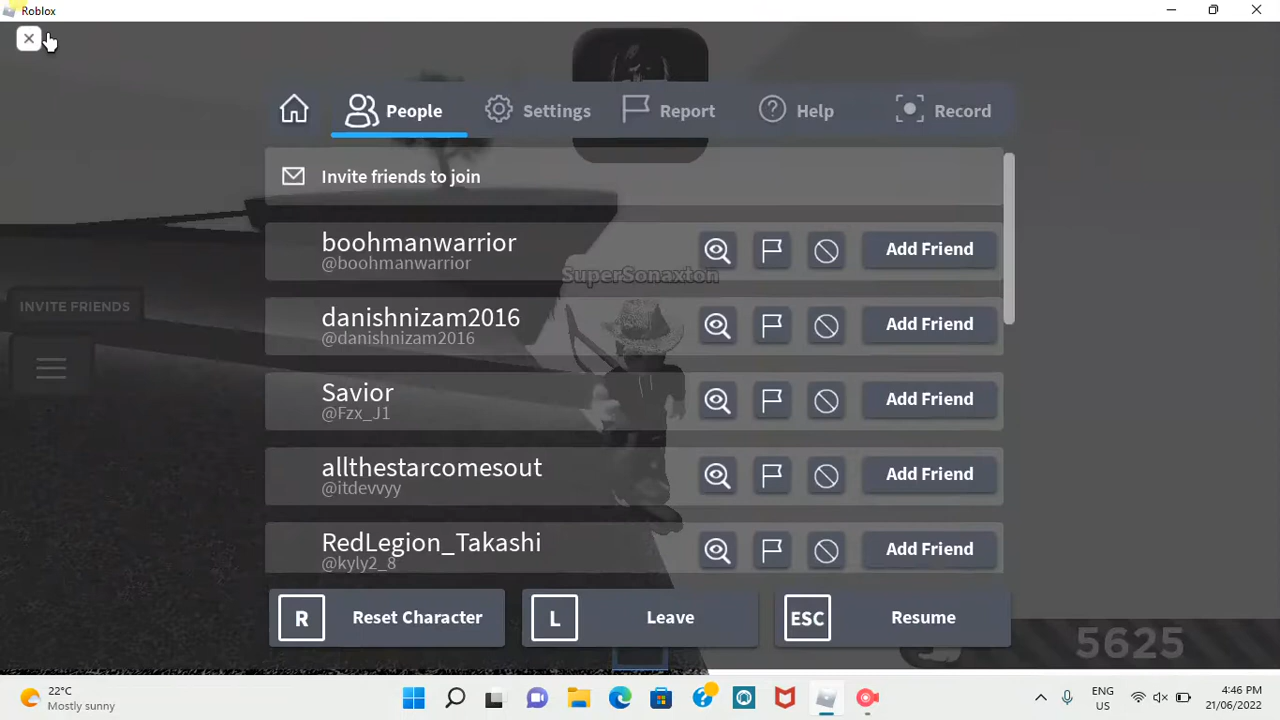 Roblox
People
Settings
Report
Help
Record
Invite friends to join
boohmanwarrior
@boohmanwarrior
Add Friend
SuperSonaxton
danishnizam2016
@danishnizam2016
Add Friend
INVITE FRIENDS
Savior
@Fzx_J1
Add Friend
allthestarcomesout
@itdevvyy
Add Friend
RedLegion_Takashi
@kyly2_8
Add Friend
R Reset Character
L Leave
ESC Resume
5625
22°C
Mostly sunny
ENG
US
4:46 PM
21/06/2022